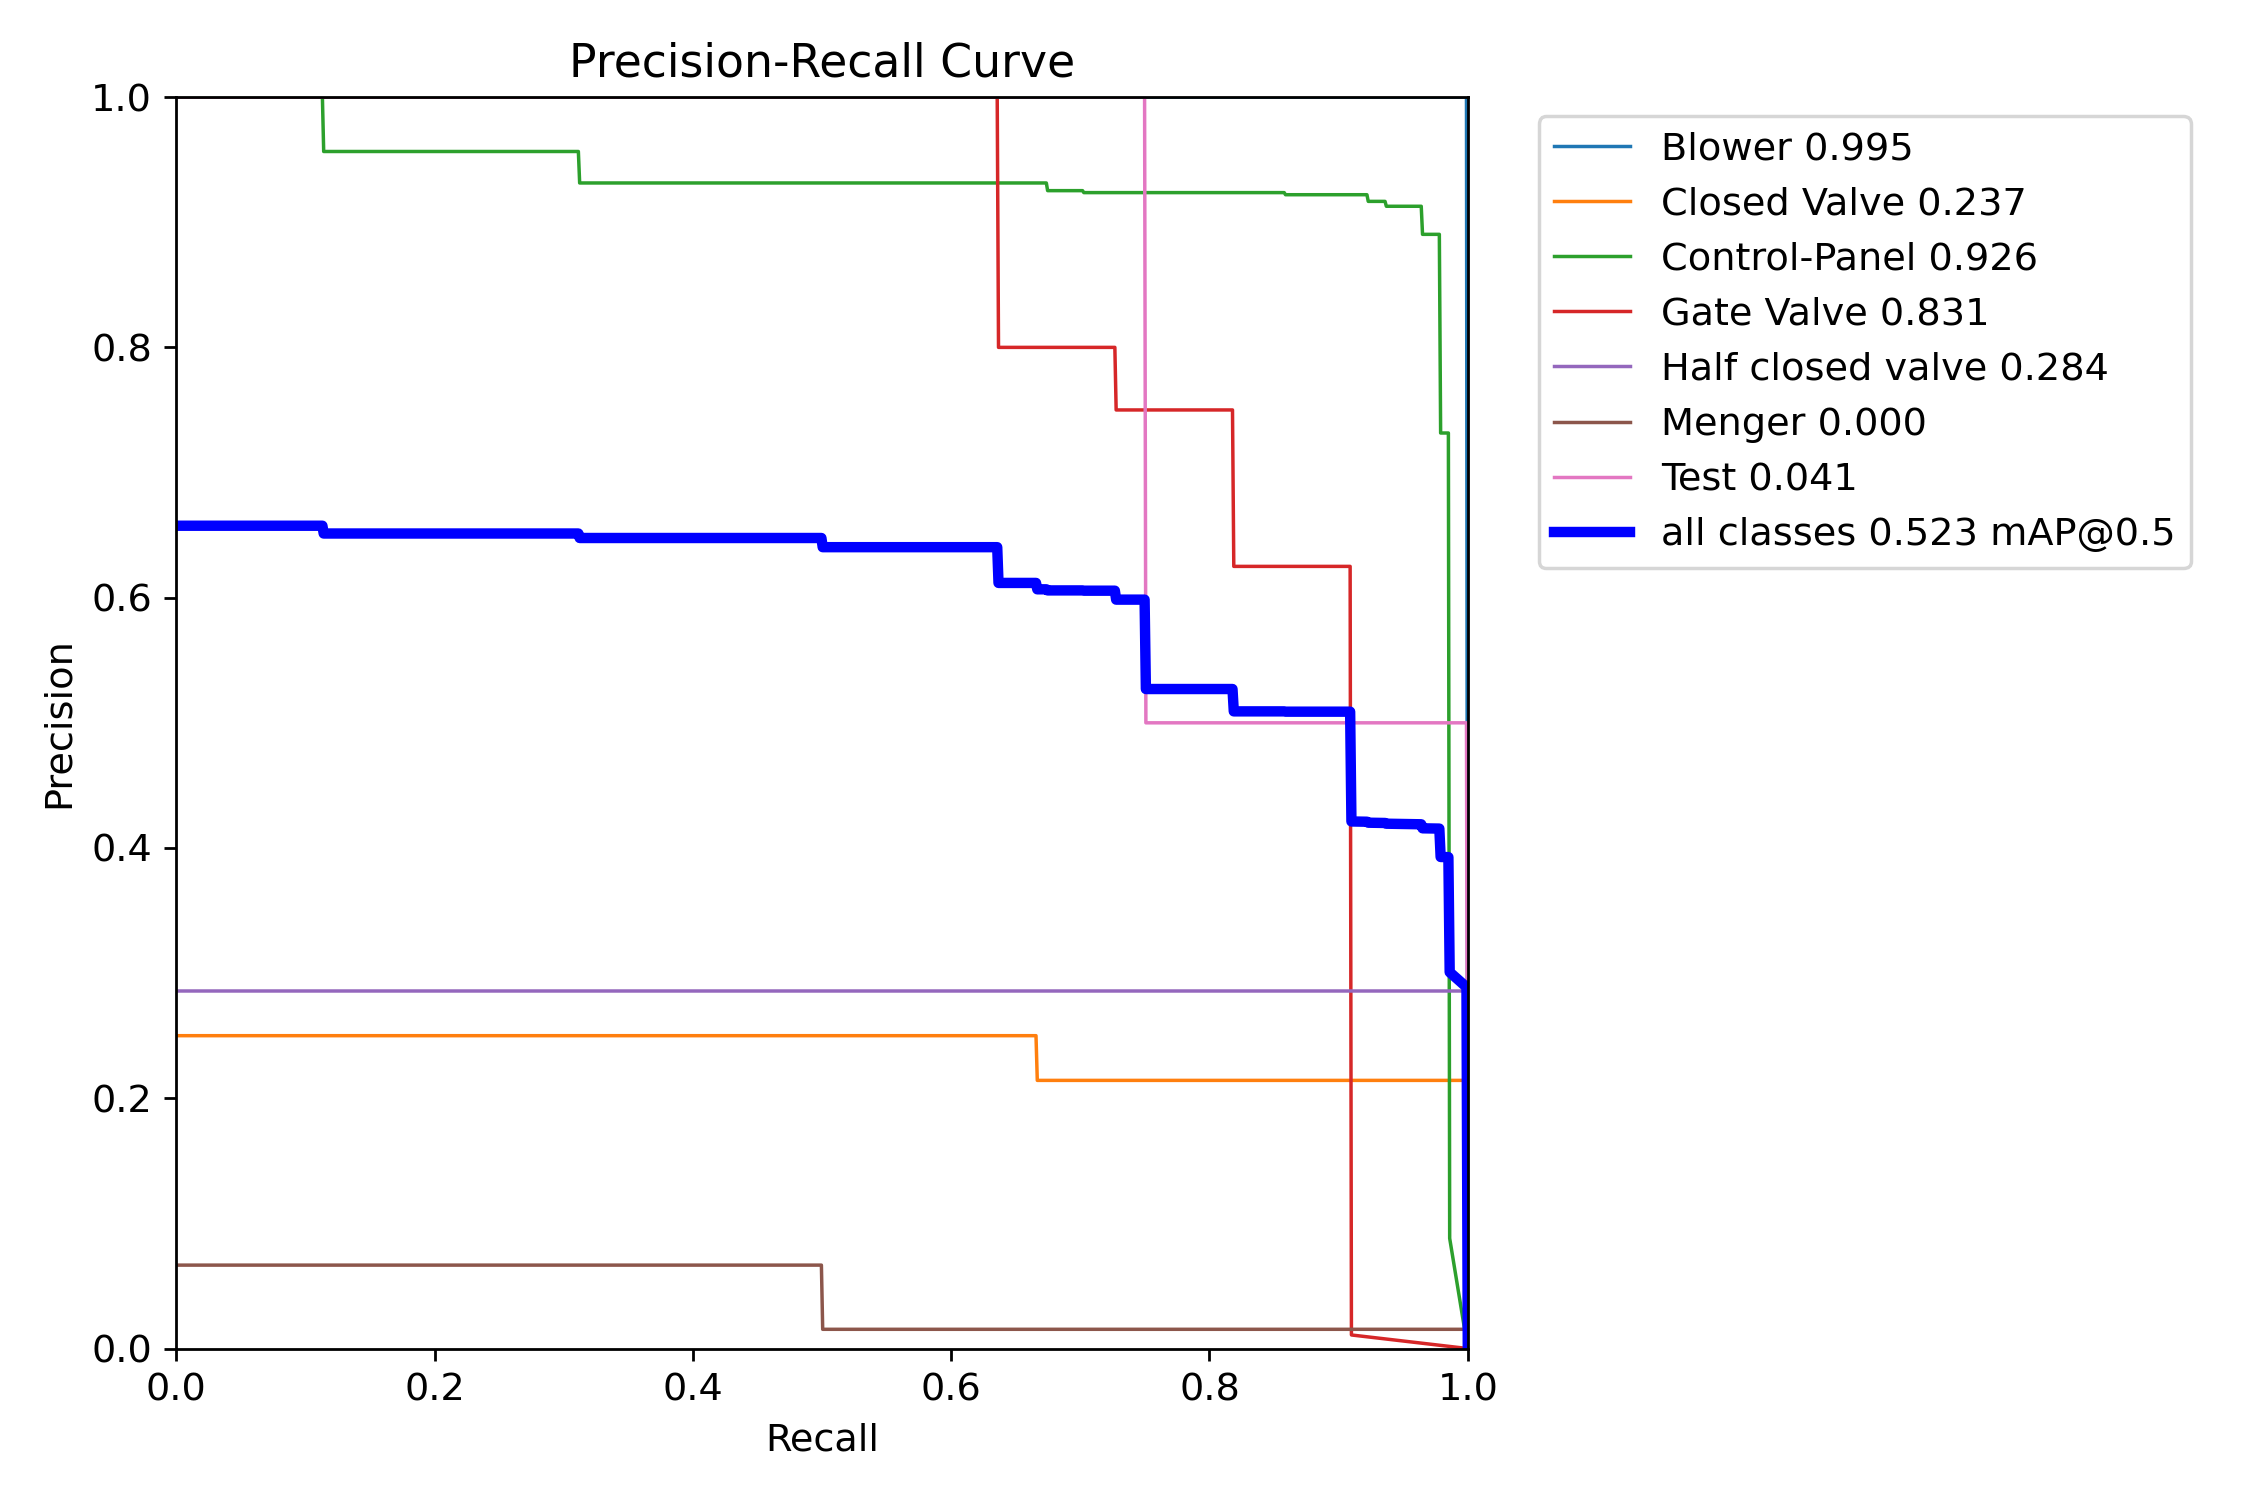 Precision-Recall Curve
1.0
0.8
0.6
0.4
0.2
0.0
Precision
0.0 0.2 0.4 0.6 0.8 1.0
Recall
Blower 0.995
Closed Valve 0.237
Control-Panel 0.926
Gate Valve 0.831
Half closed valve 0.284
Menger 0.000
Test 0.041
all classes 0.523 mAP@0.5